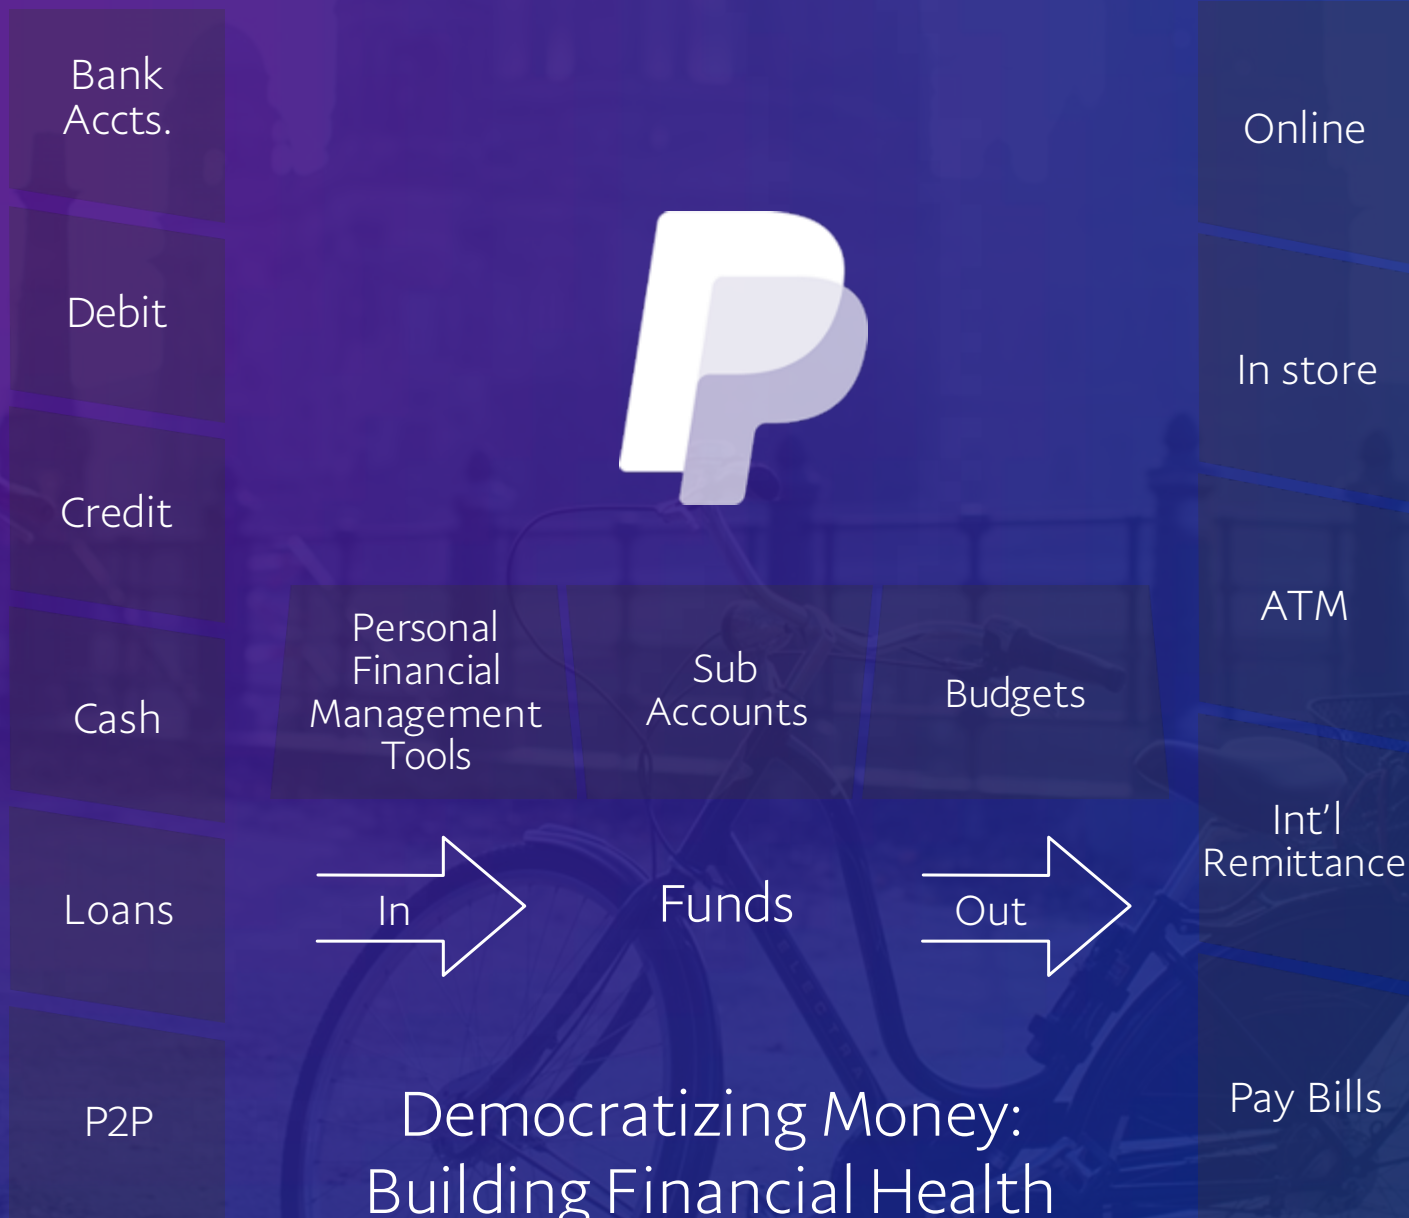 Bank
Accts.
Debit
Credit
Cash
Loans
P2P
Personal
Financial
Management
Tools
Sub
Accounts
Budgets
In
Funds
Out
Democratizing Money:
Building Financial Health
Online
In store
ATM
Int'l
Remittance
Pay Bills